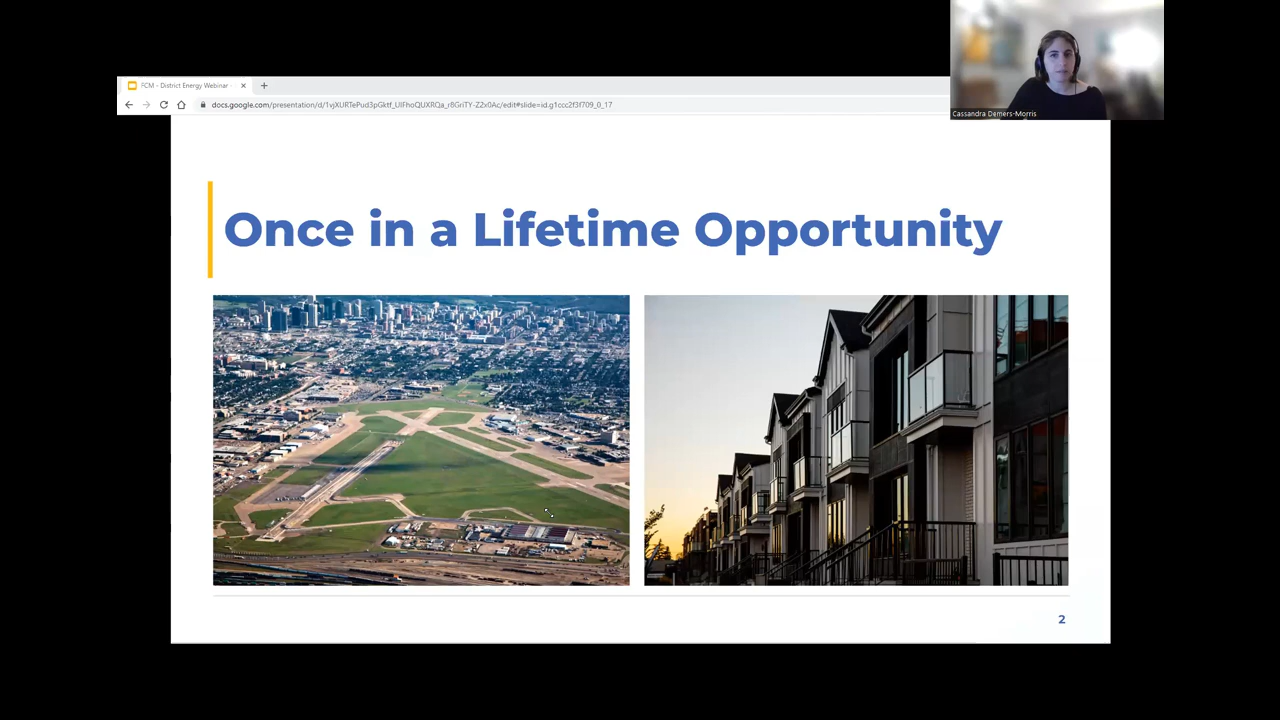 FCM - District Energy Webinar
docs.google.com/presentation/d/1vjXURTePud3pGktf_UlFhoQUXRQa_r8GriTY-Z2x0Ac/edit#slide=id.g1ccc2f3f709_0_17
Cassandra Demers-Morris
Once in a Lifetime Opportunity
2